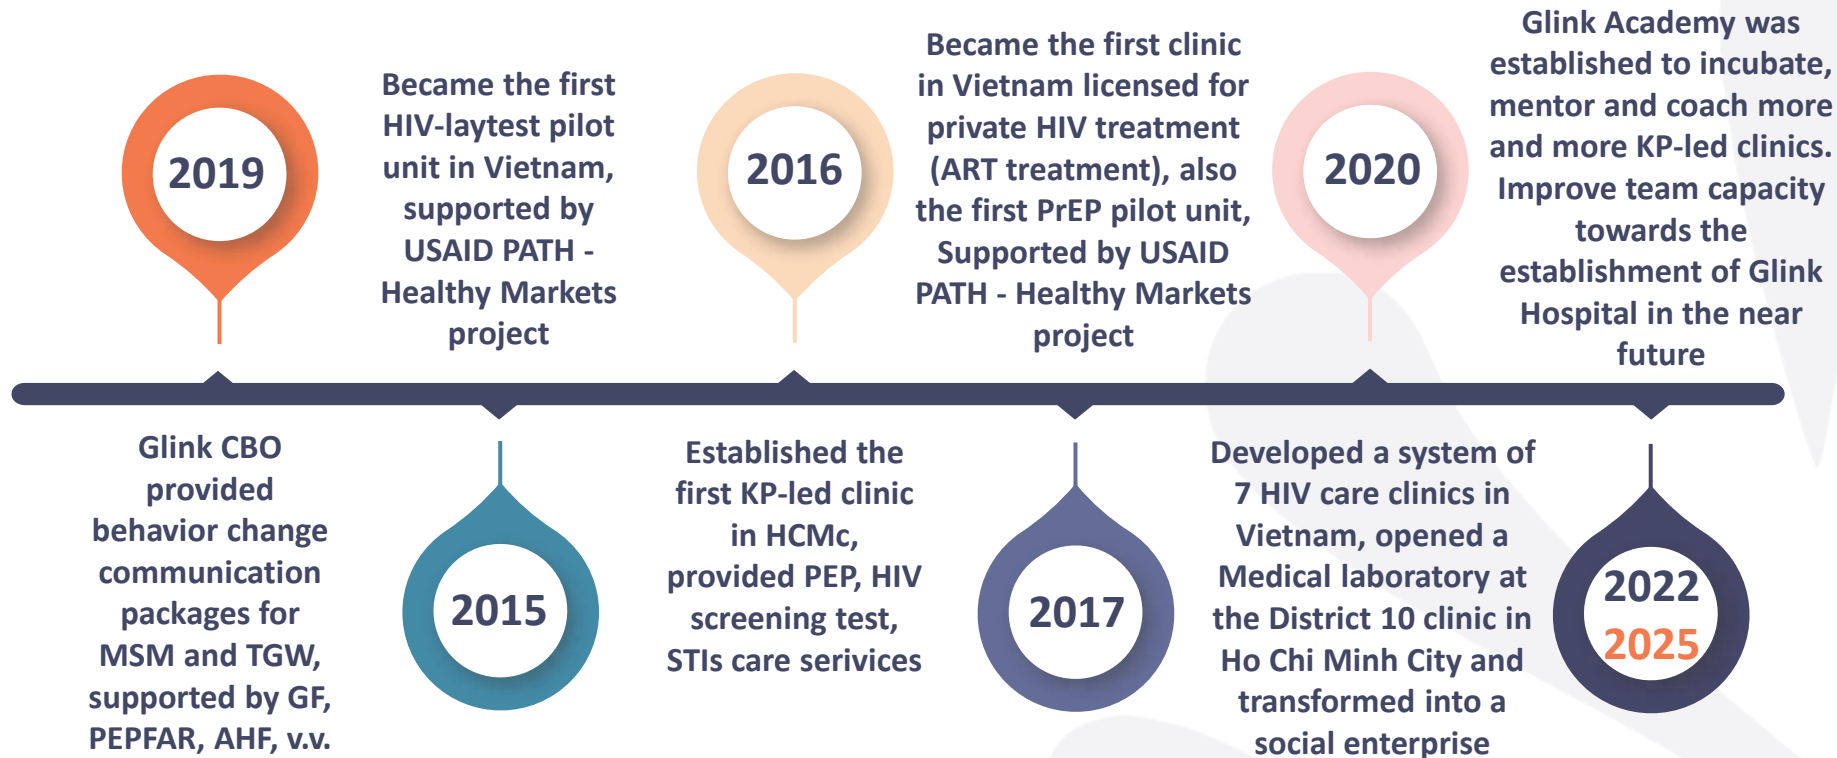 2019
Glink CBO
provided
behavior change
communication
packages for
MSM and TGW,
supported by GF,
PEPFAR, AHF, v.v.
Became the first
HIV-laytest pilot
unit in Vietnam,
supported by
USAID PATH -
Healthy Markets
project
2015
2016
Established the
first KP-led clinic
in HCMc,
provided PEP, HIV
screening test,
STIs care serivices
Became the first clinic
in Vietnam licensed for
private HIV treatment
(ART treatment), also
the first PrEP pilot unit,
Supported by USAID
PATH - Healthy Markets
project
2017
2020
Developed a system of
7 HIV care clinics in
Vietnam, opened a
Medical laboratory at
the District 10 clinic in
Ho Chi Minh City and
transformed into a
social enterprise
Glink Academy was
established to incubate,
mentor and coach more
and more KP-led clinics.
Improve team capacity
towards the
establishment of Glink
Hospital in the near
future
2022
2025